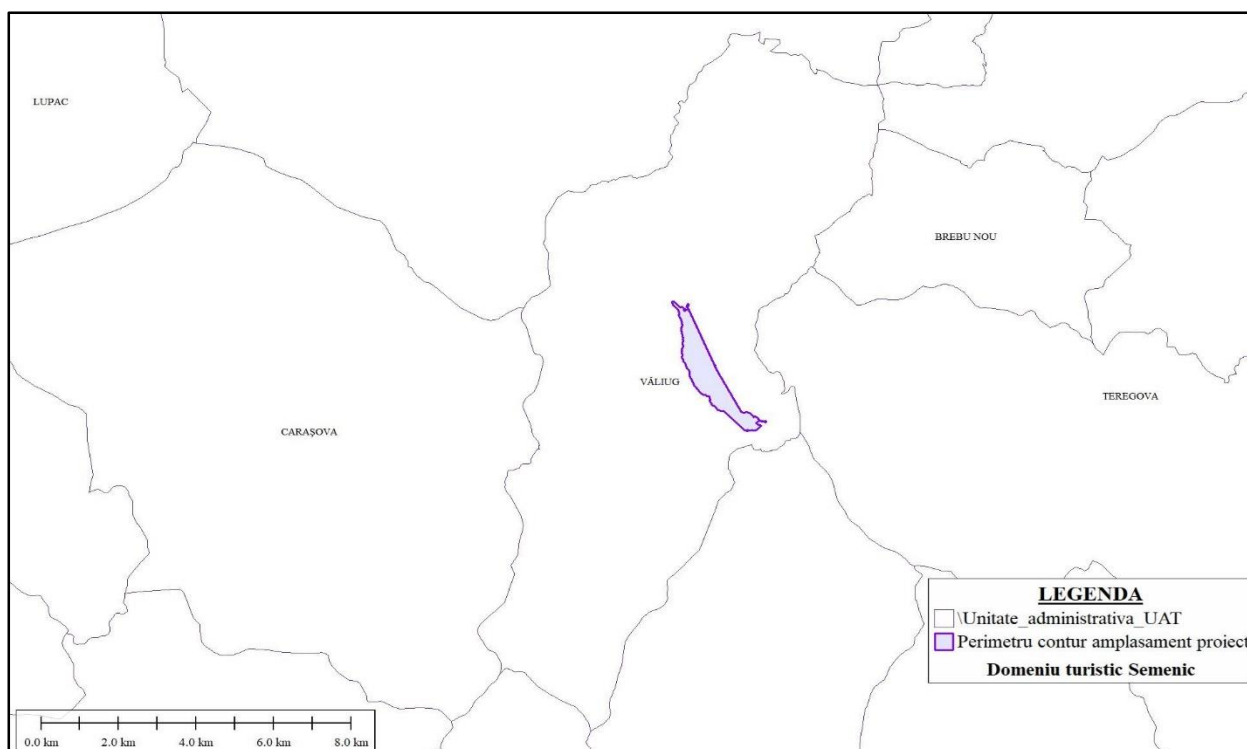 LUPAC
BREBU NOU
VĂLIUG
TEREGOVA
CARAȘOVA
LEGENDA
\Unitate_administrativa_UAT
Perimetru contur amplasament proiect
Domeniu turistic Semenic
0.0 km 2.0 km 4.0 km 6.0 km 8.0 km